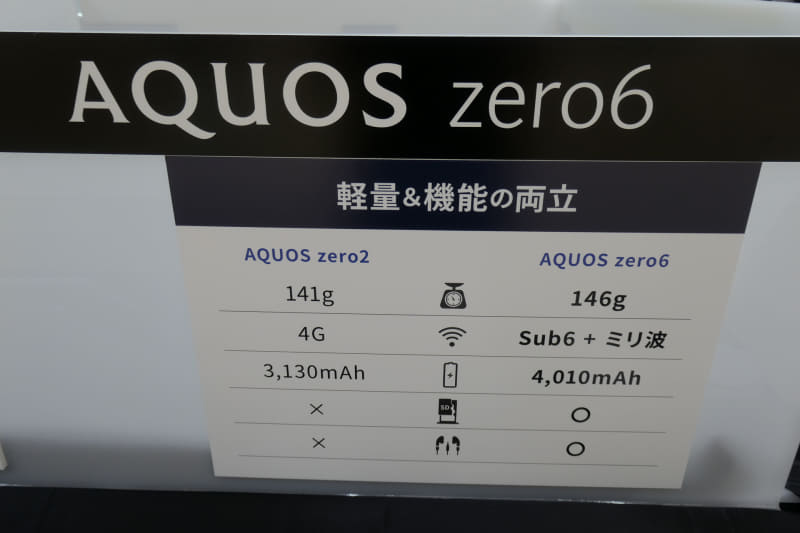 AQUOS zero6
軽量&機能の両立
AQUOS zero2 AQUOS zero6
141g 146g
4G Sub6 + ミリ波
3,130mAh 4,010mAh
× SD ○
× ○